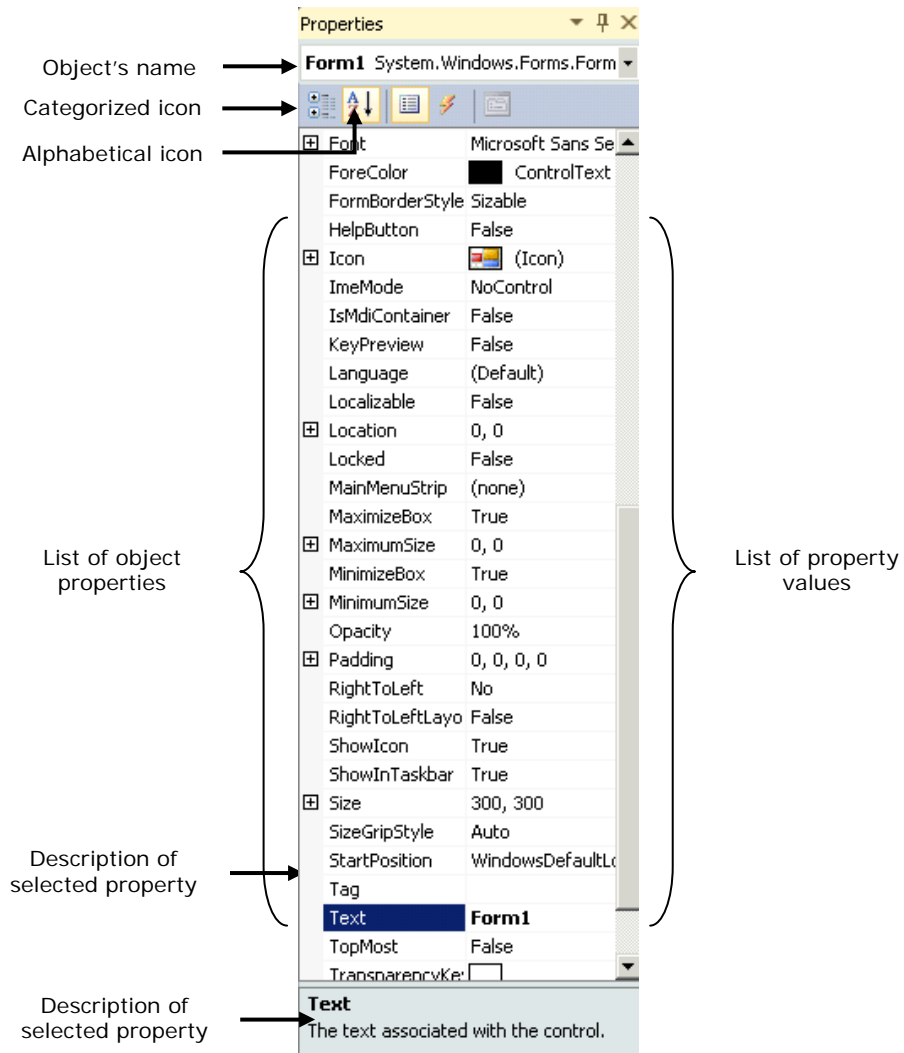 Properties
Object's name
Form1 System.Windows.Forms.Form
Categorized icon
Alphabetical icon
Font Microsoft Sans Se
ForeColor ControlText
FormBorderStyle Sizable
HelpButton False
Icon (Icon)
ImeMode NoControl
IsMdiContainer False
KeyPreview False
Language (Default)
Localizable False
Location 0, 0
Locked False
MainMenuStrip (none)
MaximizeBox True
MaximumSize 0, 0
MinimizeBox True
MinimumSize 0, 0
Opacity 100%
Padding 0, 0, 0, 0
RightToLeft No
RightToLeftLayo False
ShowIcon True
ShowInTaskbar True
Size 300, 300
SizeGripStyle Auto
StartPosition WindowsDefaultLo
Tag
Text Form1
TopMost False
TransparencyKe
List of object
properties
List of property
values
Description of
selected property
Description of
selected property
Text
The text associated with the control.